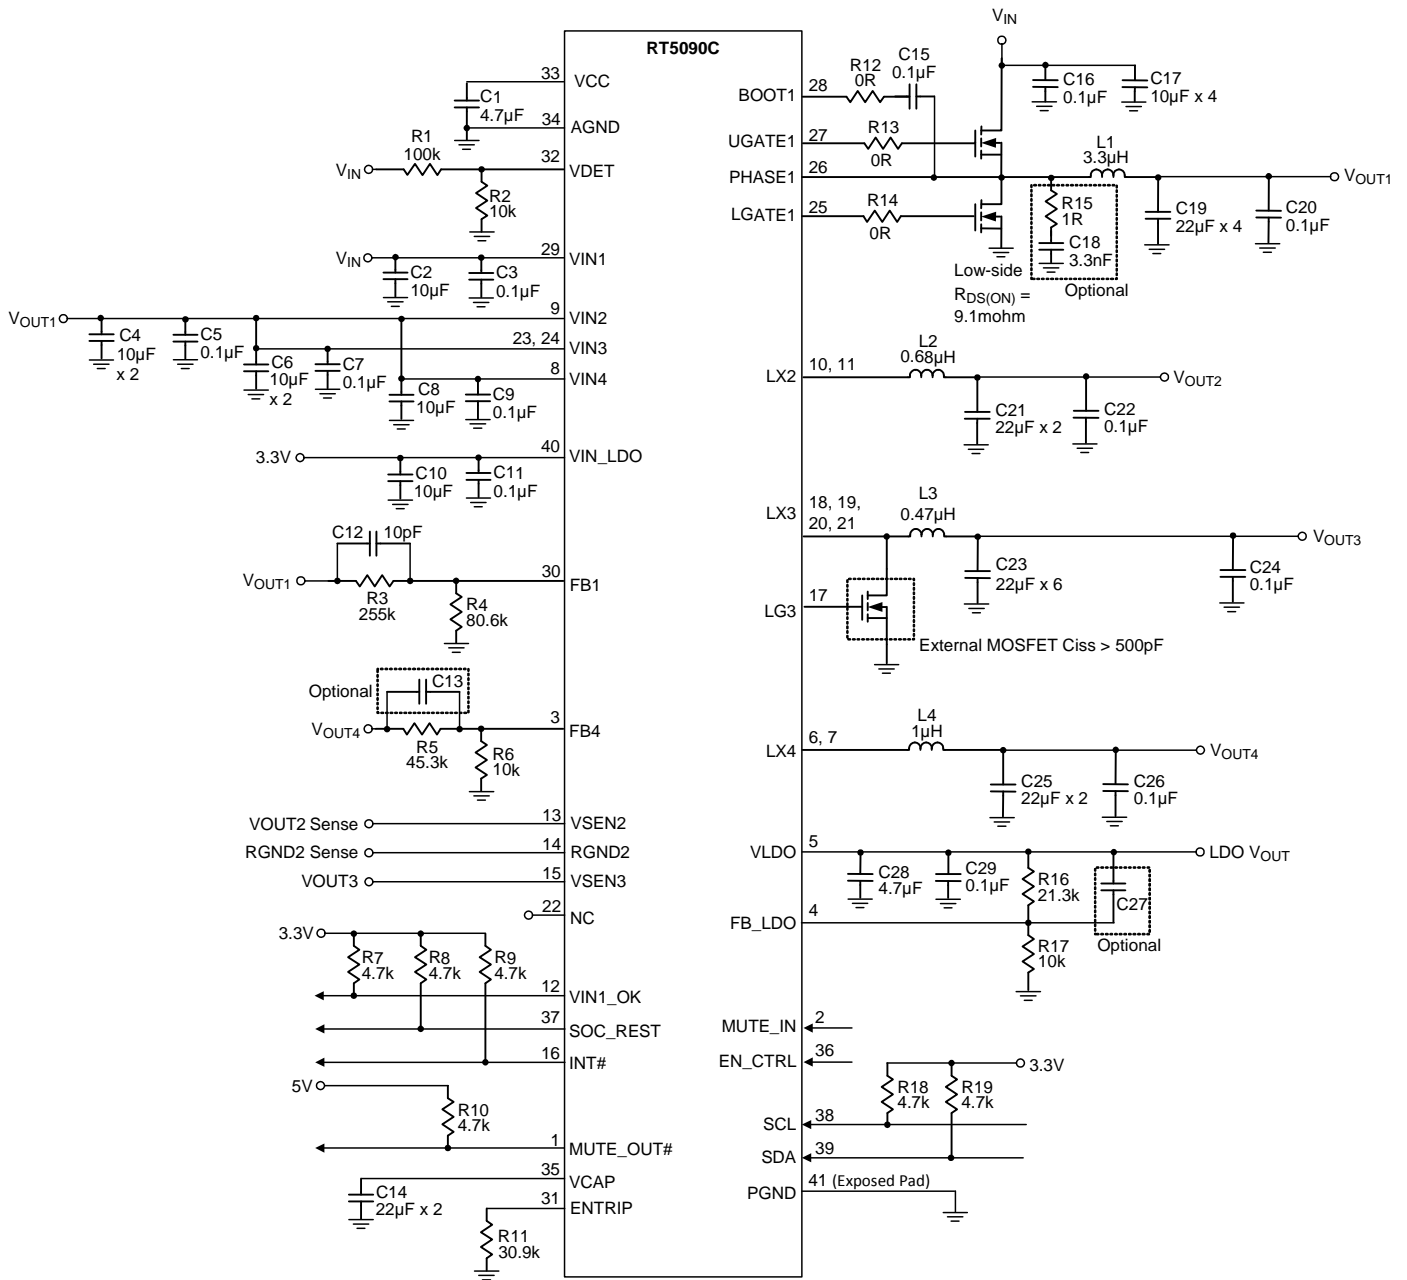 RT5090C
33
VCC
C1
4.7µF
34
AGND
R1
100k
VIN
32
VDET
R2
10k
VIN
29
VIN1
C2
10µF
C3
0.1µF
VOUT1
9
VIN2
C4
10µF
x 2
C5
0.1µF
23, 24
VIN3
C6
10µF
x 2
C7
0.1µF
8
VIN4
C8
10µF
C9
0.1µF
3.3V
40
VIN_LDO
C10
10µF
C11
0.1µF
C12
10pF
VOUT1
R3
255k
30
FB1
R4
80.6k
Optional
C13
VOUT4
R5
45.3k
3
FB4
R6
10k
VOUT2 Sense
13
VSEN2
RGND2 Sense
14
RGND2
VOUT3
15
VSEN3
22
NC
3.3V
R7
4.7k
R8
4.7k
R9
4.7k
12
VIN1_OK
37
SOC_REST
16
INT#
5V
R10
4.7k
1
MUTE_OUT#
35
VCAP
C14
22µF x 2
31
ENTRIP
R11
30.9k
VIN
BOOT1
28
R12
0R
C15
0.1µF
C16
0.1µF
C17
10µF x 4
UGATE1
27
R13
0R
PHASE1
26
L1
3.3µH
VOUT1
LGATE1
25
R14
0R
R15
1R
C18
3.3nF
Optional
C19
22µF x 4
C20
0.1µF
Low-side
RDS(ON) =
9.1mohm
LX2
10, 11
L2
0.68µH
VOUT2
C21
22µF x 2
C22
0.1µF
LX3
18, 19,
20, 21
L3
0.47µH
VOUT3
C23
22µF x 6
C24
0.1µF
LG3
17
External MOSFET Ciss > 500pF
LX4
6, 7
L4
1µH
VOUT4
C25
22µF x 2
C26
0.1µF
VLDO
5
LDO VOUT
C28
4.7µF
C29
0.1µF
R16
21.3k
C27
Optional
FB_LDO
4
R17
10k
MUTE_IN
2
EN_CTRL
36
3.3V
R18
4.7k
R19
4.7k
SCL
38
SDA
39
PGND
41 (Exposed Pad)